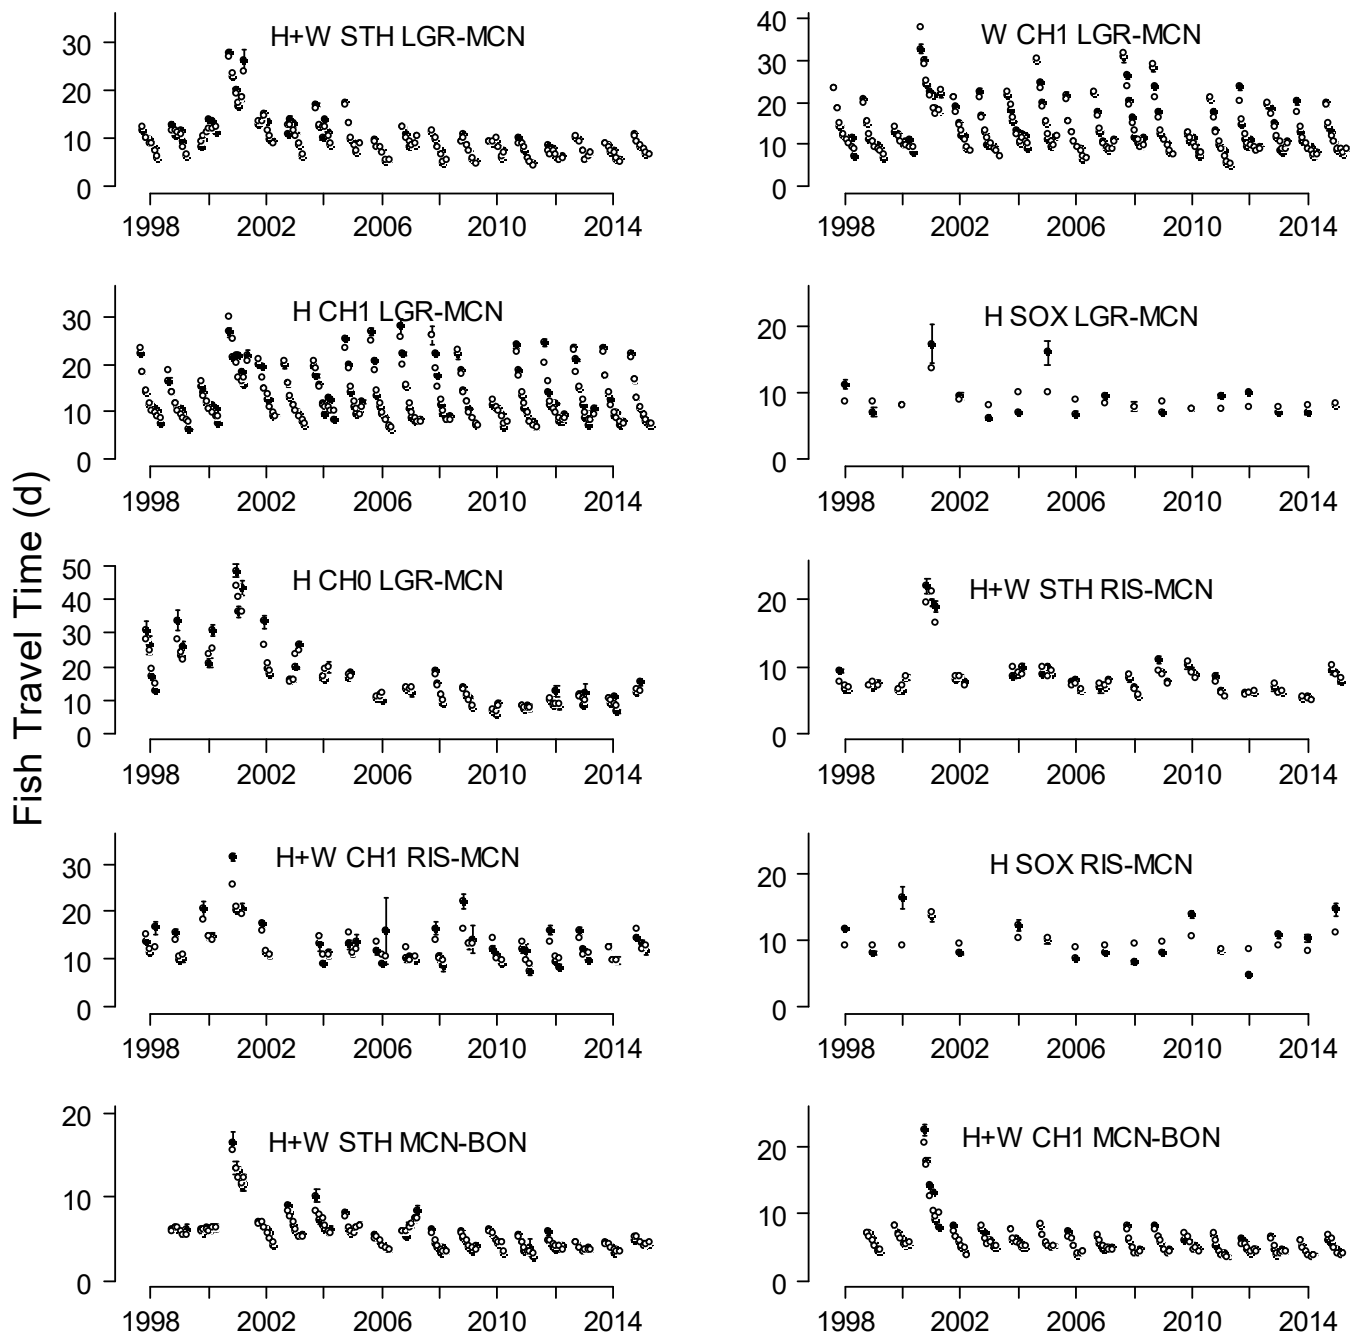 Fish Travel Time (d)
H+W STH LGR-MCN
30
20
10
0
1998 2002 2006 2010 2014
W CH1 LGR-MCN
40
30
20
10
0
1998 2002 2006 2010 2014
H CH1 LGR-MCN
30
20
10
0
1998 2002 2006 2010 2014
H SOX LGR-MCN
20
10
0
1998 2002 2006 2010 2014
H CH0 LGR-MCN
50
40
30
20
10
0
1998 2002 2006 2010 2014
H+W STH RIS-MCN
20
10
0
1998 2002 2006 2010 2014
H+W CH1 RIS-MCN
30
20
10
0
1998 2002 2006 2010 2014
H SOX RIS-MCN
20
10
0
1998 2002 2006 2010 2014
H+W STH MCN-BON
20
10
0
1998 2002 2006 2010 2014
H+W CH1 MCN-BON
20
10
0
1998 2002 2006 2010 2014